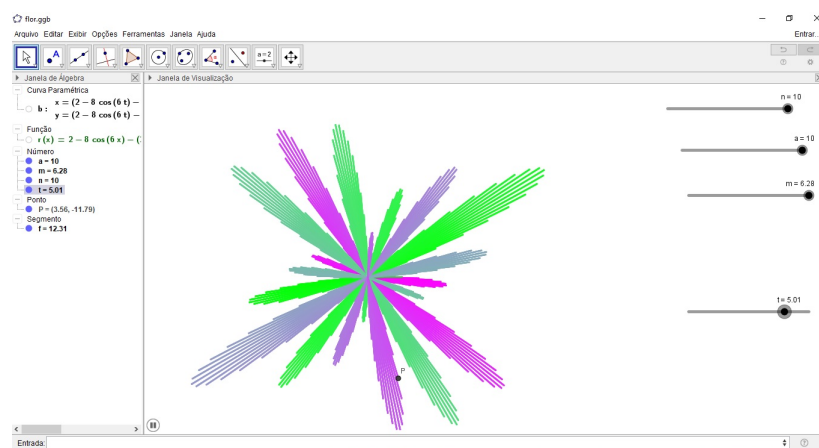 flor.ggb
Arquivo Editar Exibir Opções Ferramentas Janela Ajuda
Entrar...
a=2
Janela de Álgebra
Janela de Visualização
Curva Paramétrica
b : x = (2 − 8 cos (6 t) −
y = (2 − 8 cos (6 t) −
Função
r (x) = 2 − 8 cos (6 x) − (
Número
a = 10
m = 6.28
n = 10
t = 5.01
Ponto
P = (3.56, -11.79)
Segmento
f = 12.31
n = 10
a = 10
m = 6.28
t = 5.01
P
Entrada: